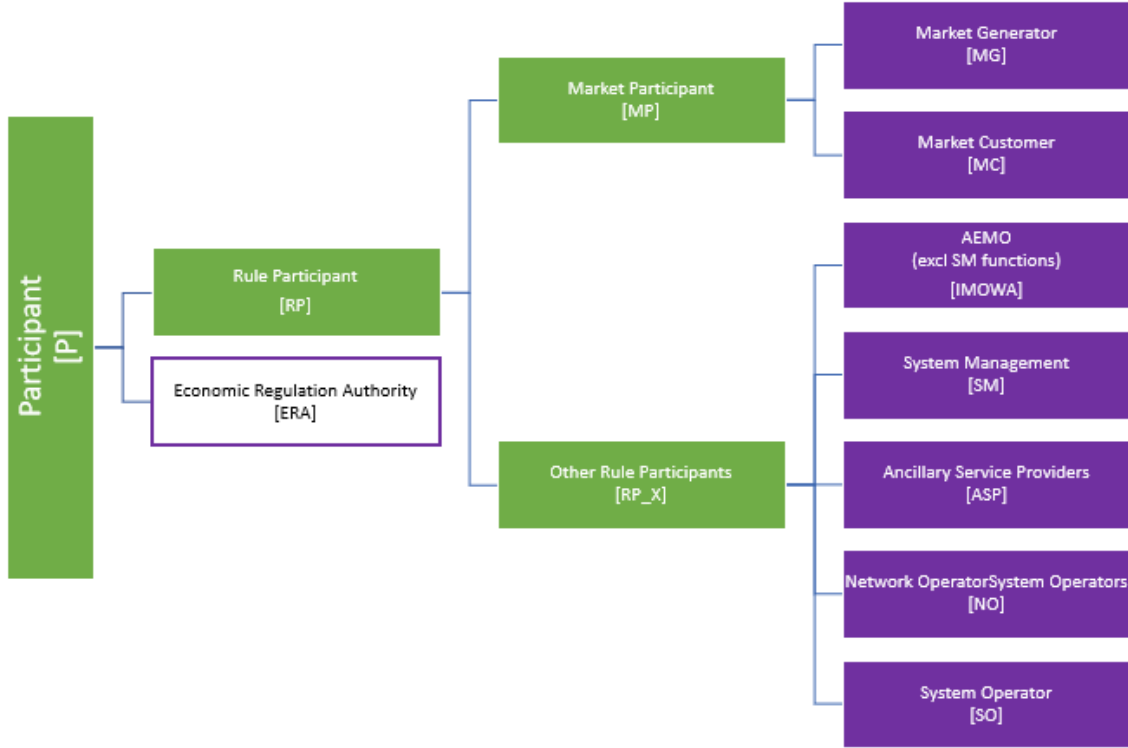 Participant
[P]
Rule Participant
[RP]
Economic Regulation Authority
[ERA]
Market Participant
[MP]
Other Rule Participants
[RP_X]
Market Generator
[MG]
Market Customer
[MC]
AEMO
(excl SM functions)
[IMOWA]
System Management
[SM]
Ancillary Service Providers
[ASP]
Network OperatorSystem Operators
[NO]
System Operator
[SO]